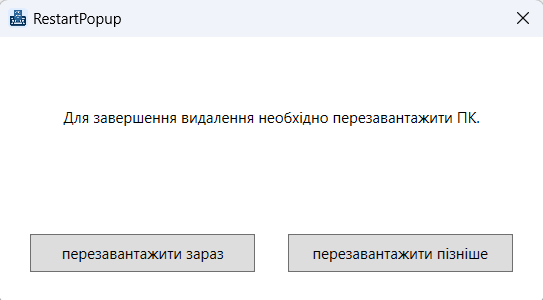 RestartPopup
Для завершення видалення необхідно перезавантажити ПК.
перезавантажити зараз
перезавантажити пізніше